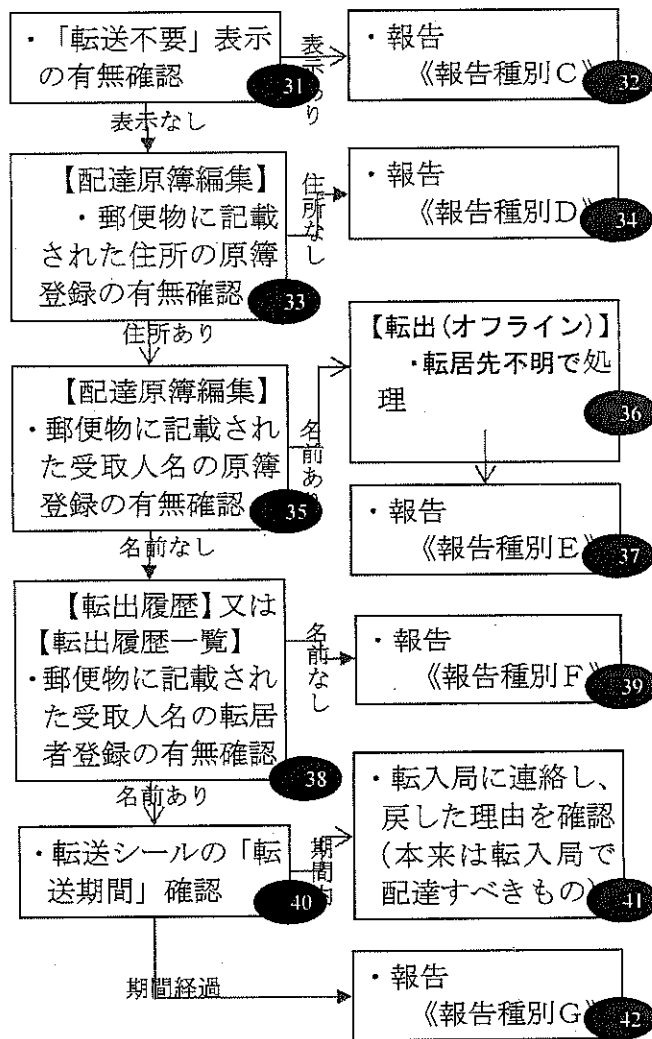 ・「転送不要」表示
の有無確認
31
表示あり
・報告
《報告種別C》
32
表示なし
【配達原簿編集】
・郵便物に記載
された住所の原簿
登録の有無確認
33
住所なし
・報告
《報告種別D》
34
住所あり
【配達原簿編集】
・郵便物に記載され
た受取人名の原簿
登録の有無確認
35
名前あり
【転出(オフライン)】
・転居先不明で処
理
36
・報告
《報告種別E》
37
名前なし
【転出履歴】又は
【転出履歴一覧】
・郵便物に記載され
た受取人名の転居
者登録の有無確認
38
名前なし
・報告
《報告種別F》
39
名前あり
・転送シールの「転
送期間」確認
40
期間内
・転入局に連絡し、
戻した理由を確認
(本来は転入局で
配達すべきもの)
41
期間経過
・報告
《報告種別G》
42